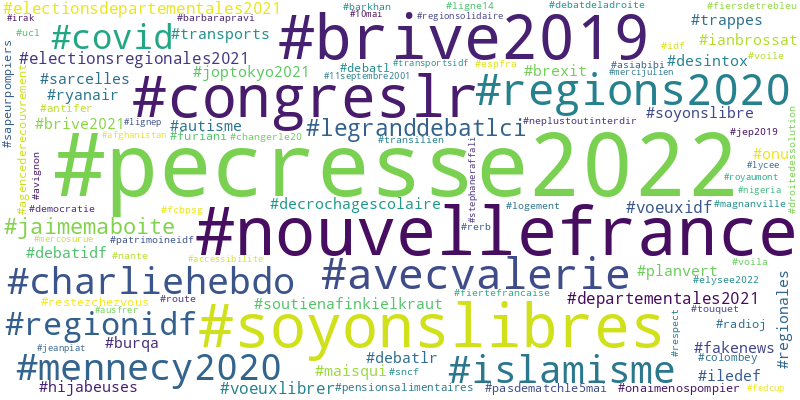 #electionsdepartementales2021 #barkhan #ligne14 #debatdeladroite #fiersdetrebleu
#irak #barbarapravi #10mai #regionsolidaire #trappes
#covid #transports #brive2019 #idf #ianbrossat
#ucl #debatl #transportsidf #espfra #asiabibi #voile
#electionsregionales2021 #joptokyo2021 #11septembre2001 #brexit #mercijulien #desintox
#sapeurpompiers #sarcelles #congreslr #regions2020
#ryanair #antifer #soyonslibre
#agencederecouvrement #brive2021 #lignep #autisme #legranddebatlci #neplustoutinterdir
#afghanistan #furiani #changerle20 #transilien #jep2019
#avignon #pecresse2022 #stephaneraffali #onu
#lycee #royaumont #nigeria #droitedessolution
#democratie #fcbpsg #decrochagescolaire #logement #voeuxidf #magnanville
#jaimemaboite #nouvellefrance
#mercosurue #patrimoineidf #rerb
#debatidf #nante #accessibilite #voila
#charliehebdo #avecvalerie #planvert #elysee2022
#restezchezvous #route #soutienafinkielkraut #fiertefrancaise #departementales2021 #regionales
#ausfrer #touquet
#regionidf #soyonslibres #respect #radioj
#burqa #jeanpiat #fakenews
#mennecy2020 #debatlr #islamisme #colombey
#maisqui #sncf #iledef
#hijabeuses #voeuxlibrer #pensionsalimentaires #pasdematchle5mai #onaimenospompier #fedcup